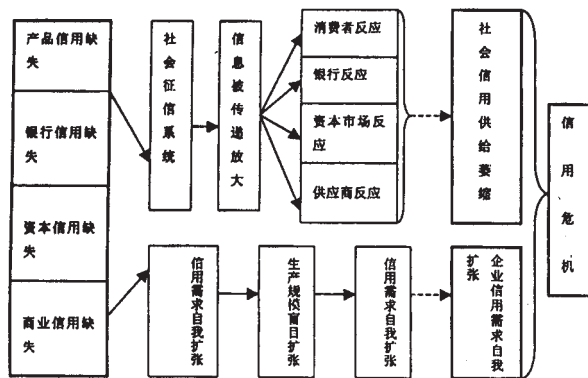 产品信用缺
失
银行信用缺
失
资本信用缺
失
商业信用缺
失
社会征信系统
信息被传递放大
消费者反应
银行反应
资本市场反
应
供应商反应
社会信用供给萎缩
信用需求自我扩张
生产规模盲目扩张
信用需求自我扩张
企业信用需求自我
扩张
信用危机